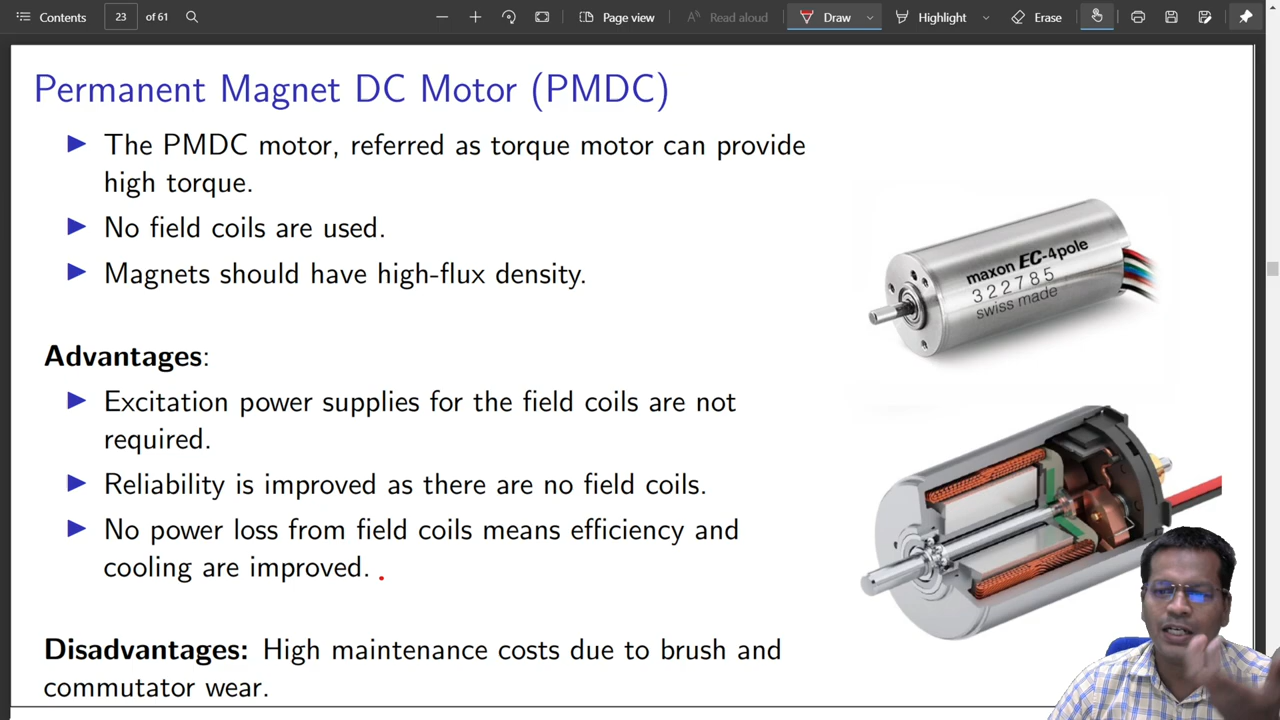 Contents
23
of 61
Page view
Read aloud
Draw
Highlight
Erase
Permanent Magnet DC Motor (PMDC)
The PMDC motor, referred as torque motor can provide
high torque.
No field coils are used.
Magnets should have high-flux density.
maxon EC-4pole
322785
swiss made
Advantages:
Excitation power supplies for the field coils are not
required.
Reliability is improved as there are no field coils.
No power loss from field coils means efficiency and
cooling are improved.
Disadvantages: High maintenance costs due to brush and
commutator wear.